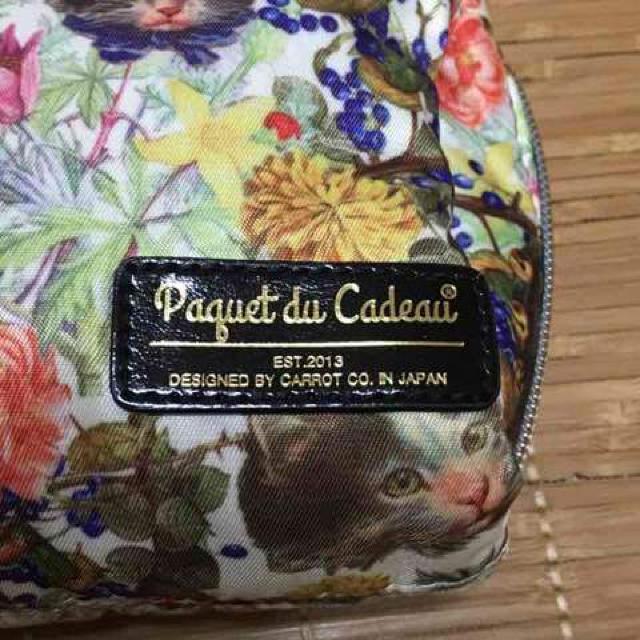 Paquet du Cadeau®
EST.2013
DESIGNED BY CARROT CO. IN JAPAN